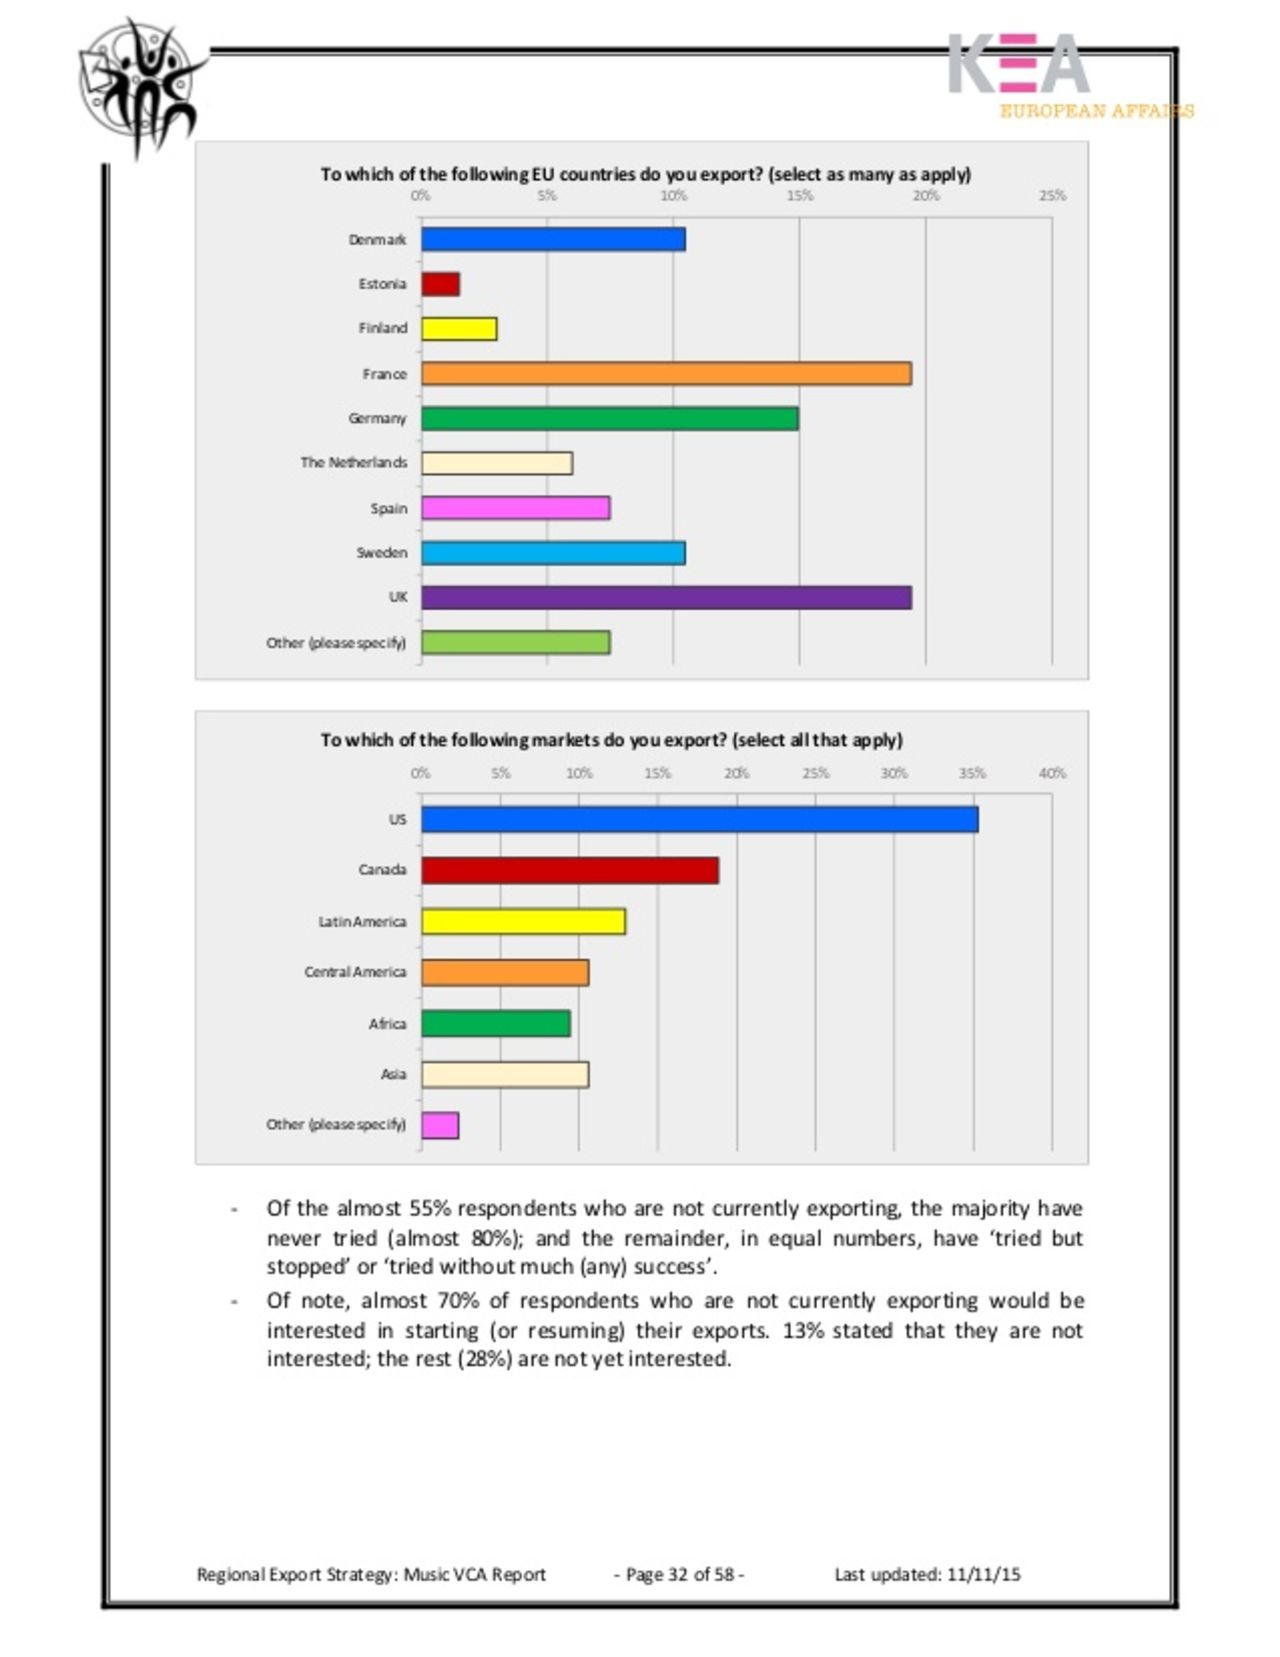 KEA
EUROPEAN AFFAIRS
To which of the following EU countries do you export? (select as many as apply)
0% 5% 10% 15% 20% 25%
Denmark
Estonia
Finland
France
Germany
The Netherlands
Spain
Sweden
UK
Other (please specify)
To which of the following markets do you export? (select all that apply)
0% 5% 10% 15% 20% 25% 30% 35% 40%
US
Canada
Latin America
Central America
Africa
Asia
Other (please specify)
- Of the almost 55% respondents who are not currently exporting, the majority have
never tried (almost 80%); and the remainder, in equal numbers, have ‘tried but
stopped’ or ‘tried without much (any) success’.
- Of note, almost 70% of respondents who are not currently exporting would be
interested in starting (or resuming) their exports. 13% stated that they are not
interested; the rest (28%) are not yet interested.
Regional Export Strategy: Music VCA Report - Page 32 of 58 - Last updated: 11/11/15